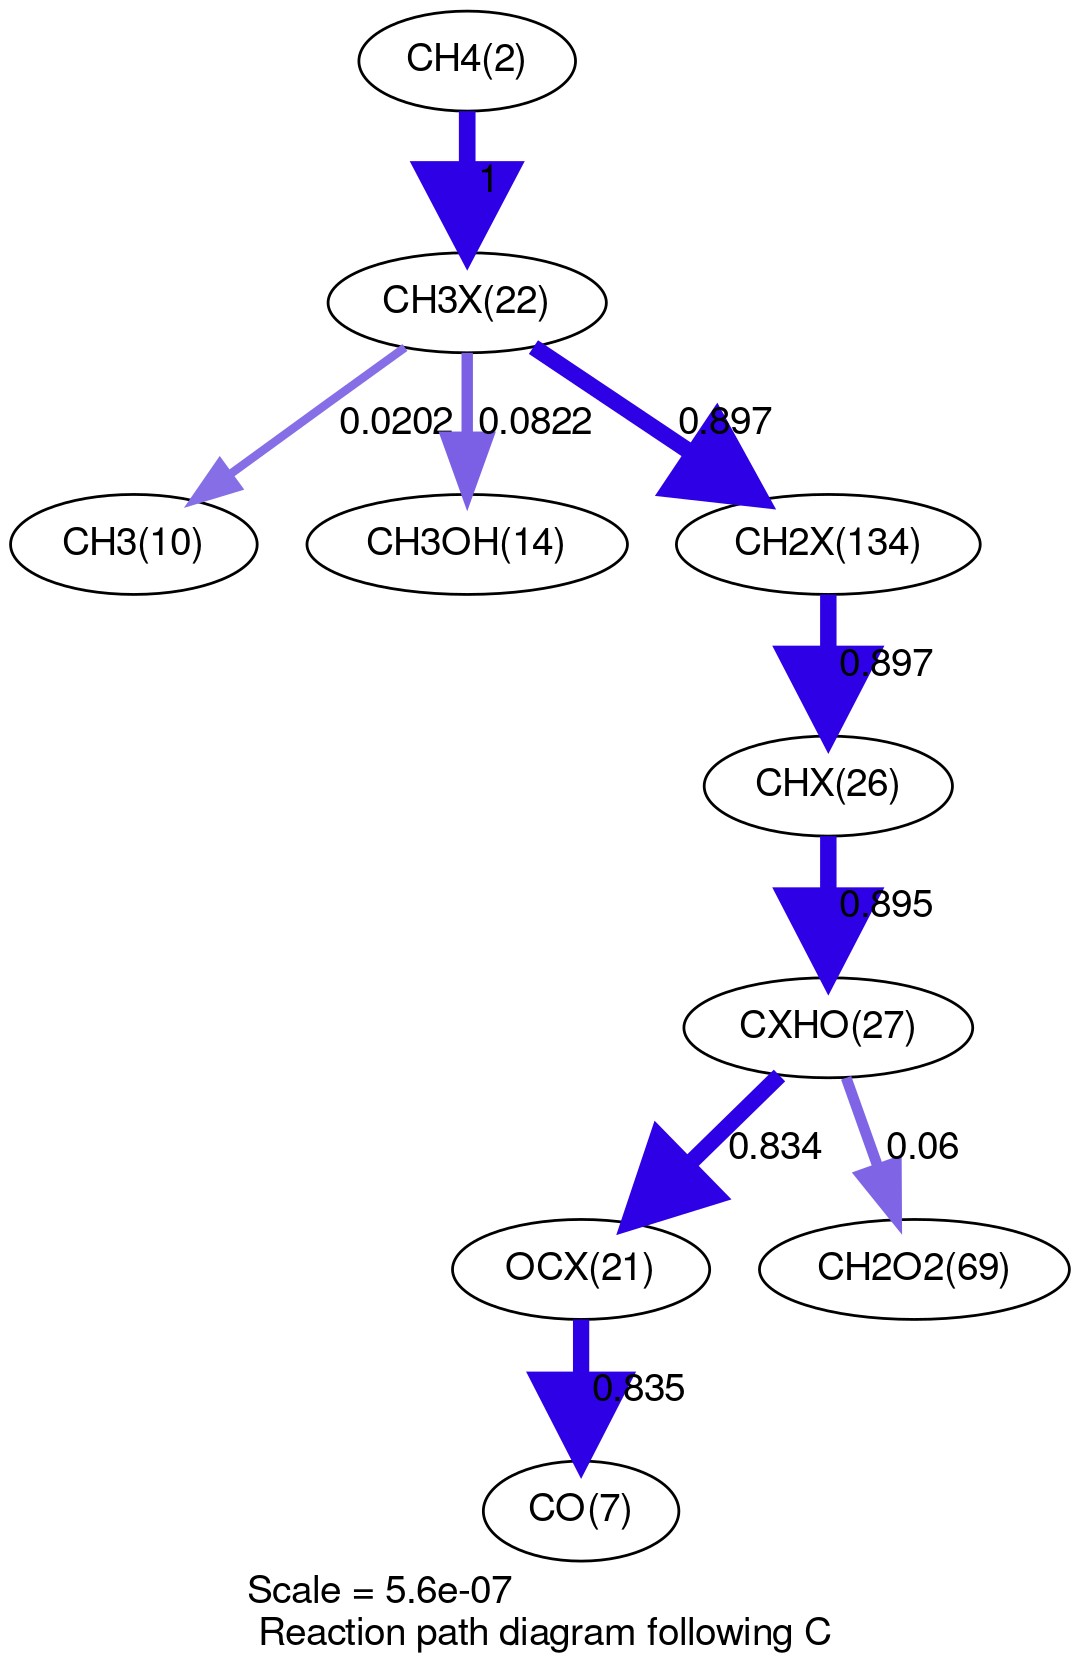 CH4(2)
1
CH3X(22)
0.0202
0.0822
0.897
CH3(10)
CH3OH(14)
CH2X(134)
0.897
CHX(26)
0.895
CXHO(27)
0.834
0.06
OCX(21)
CH2O2(69)
0.835
CO(7)
Scale = 5.6e-07
Reaction path diagram following C